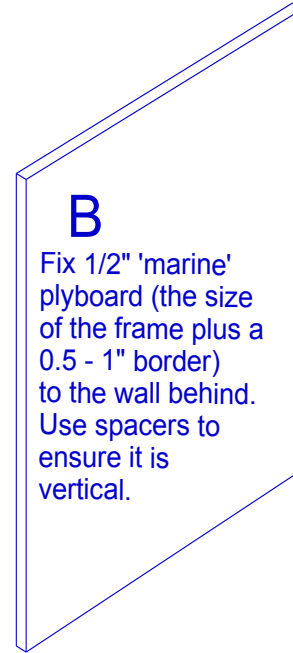 B
Fix 1/2" 'marine'
plyboard (the size
of the frame plus a
0.5 - 1" border)
to the wall behind.
Use spacers to
ensure it is
vertical.